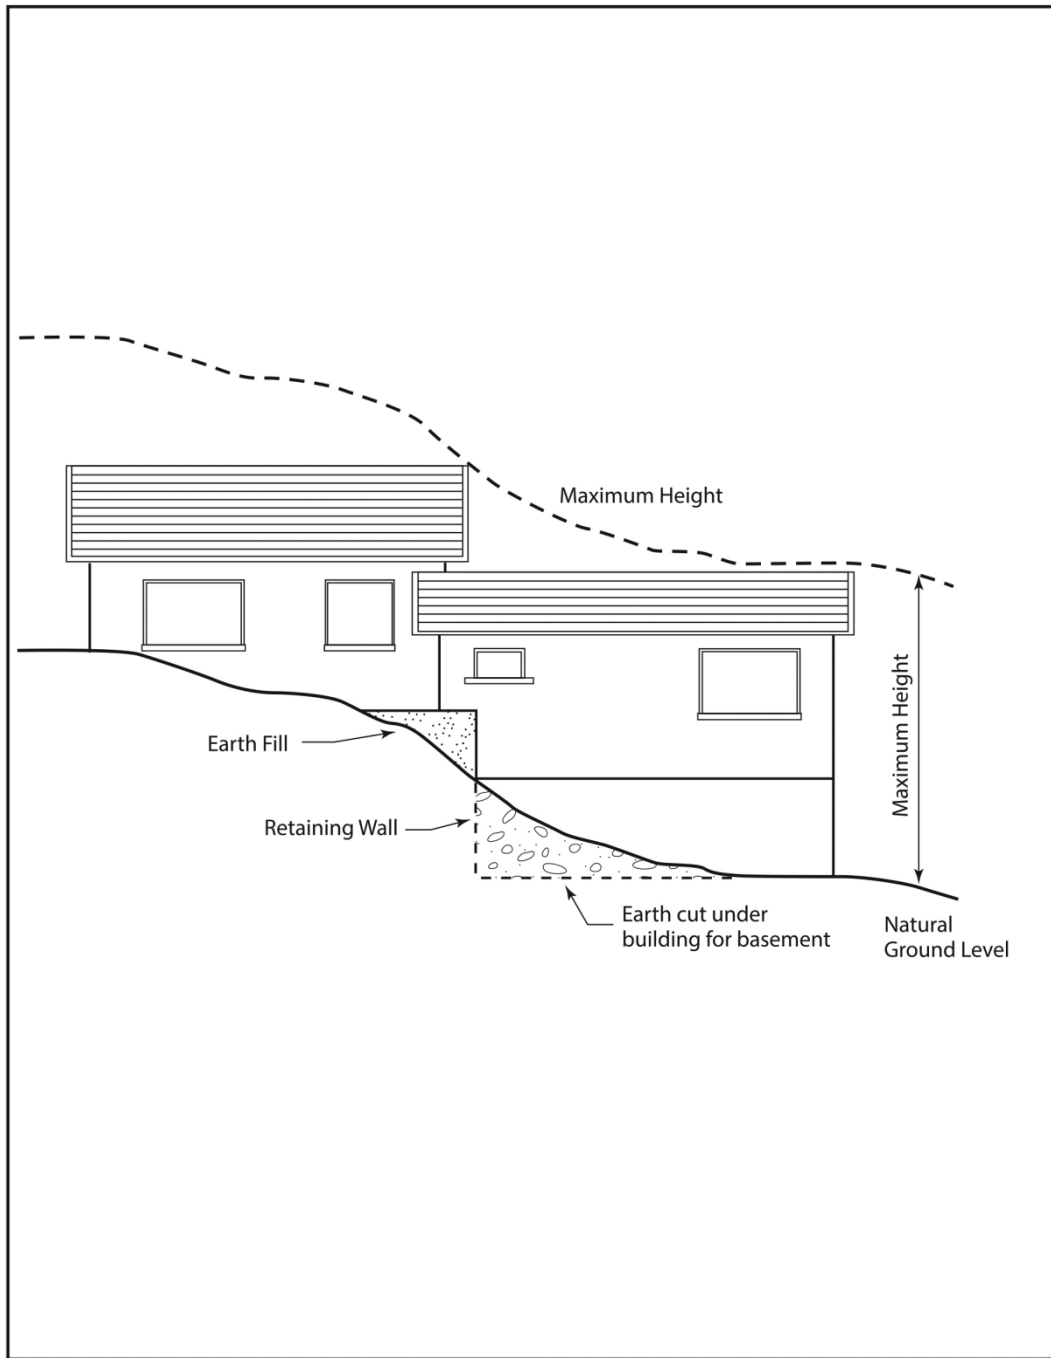 Maximum Height
Maximum Height
Earth Fill
Retaining Wall
Earth cut under
building for basement
Natural
Ground Level